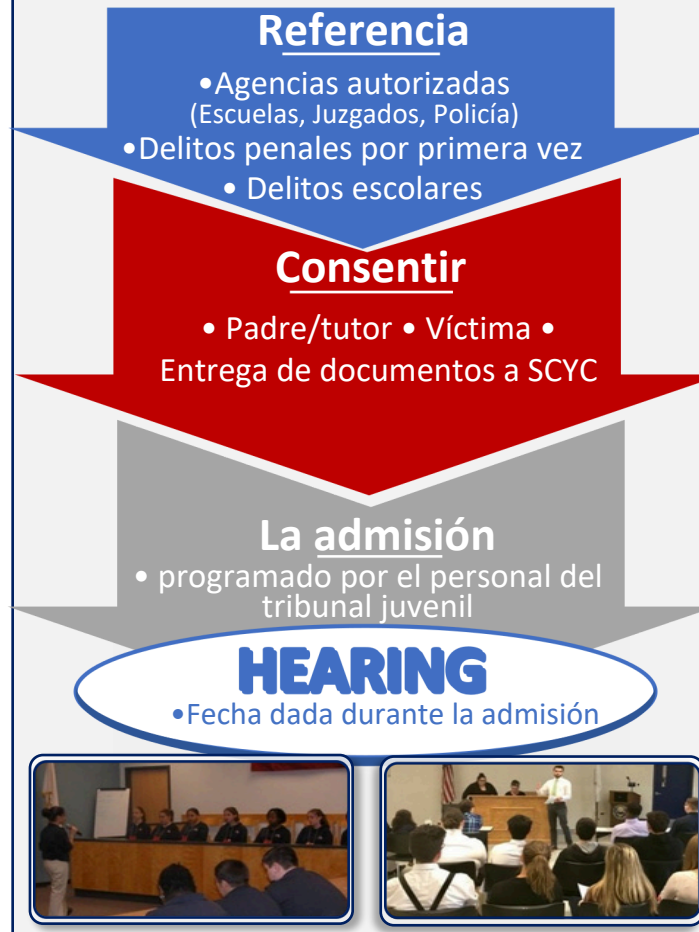 Referencia
•Agencias autorizadas
(Escuelas, Juzgados, Policía)
•Delitos penales por primera vez
• Delitos escolares
Consentir
• Padre/tutor • Víctima •
Entrega de documentos a SCYC
La admisión
• programado por el personal del
tribunal juvenil
HEARING
•Fecha dada durante la admisión